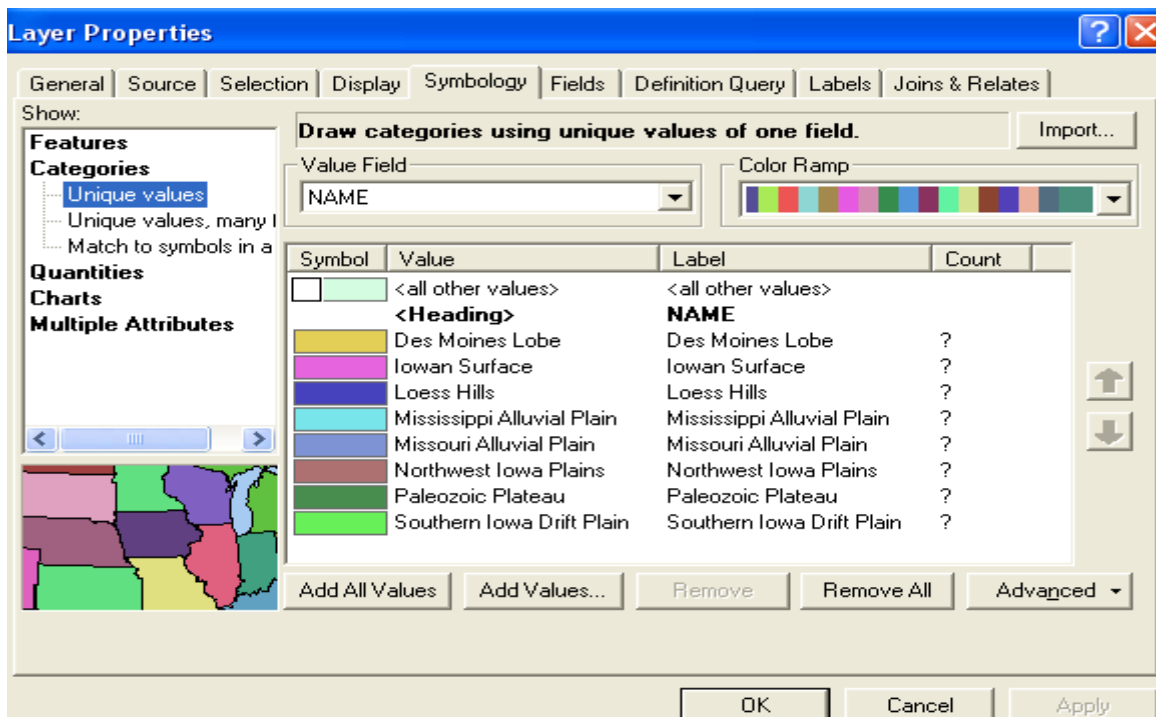 Layer Properties
General Source Selection Display Symbology Fields Definition Query Labels Joins & Relates
Show:
Features
Categories
Unique values
Unique values, many
Match to symbols in a
Quantities
Charts
Multiple Attributes
Draw categories using unique values of one field.
Import...
Value Field
NAME
Color Ramp
Symbol Value Label Count
<all other values> <all other values>
<Heading> NAME
Des Moines Lobe Des Moines Lobe ?
Iowan Surface Iowan Surface ?
Loess Hills Loess Hills ?
Mississippi Alluvial Plain Mississippi Alluvial Plain ?
Missouri Alluvial Plain Missouri Alluvial Plain ?
Northwest Iowa Plains Northwest Iowa Plains ?
Paleozoic Plateau Paleozoic Plateau ?
Southern Iowa Drift Plain Southern Iowa Drift Plain ?
Add All Values Add Values... Remove Remove All Advanced
OK Cancel Apply